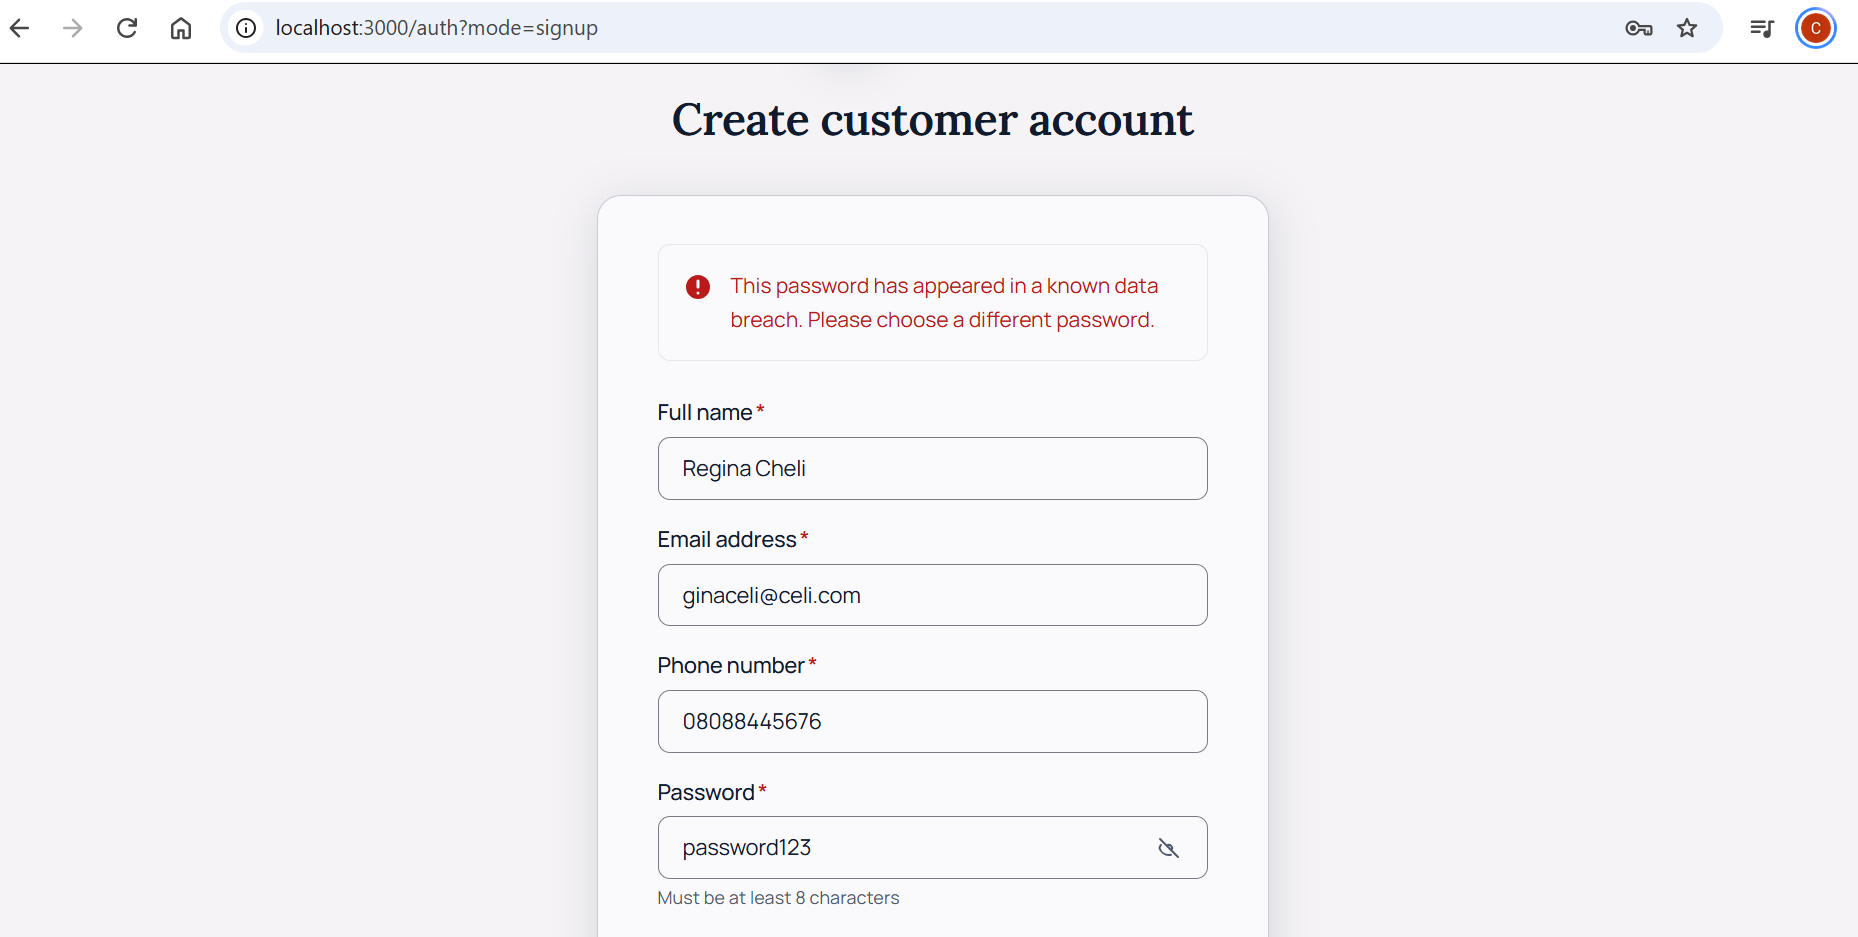 localhost:3000/auth?mode=signup
C
Create customer account
This password has appeared in a known data
breach. Please choose a different password.
Full name*
Regina Cheli
Email address*
ginaceli@celi.com
Phone number*
08088445676
Password*
password123
Must be at least 8 characters